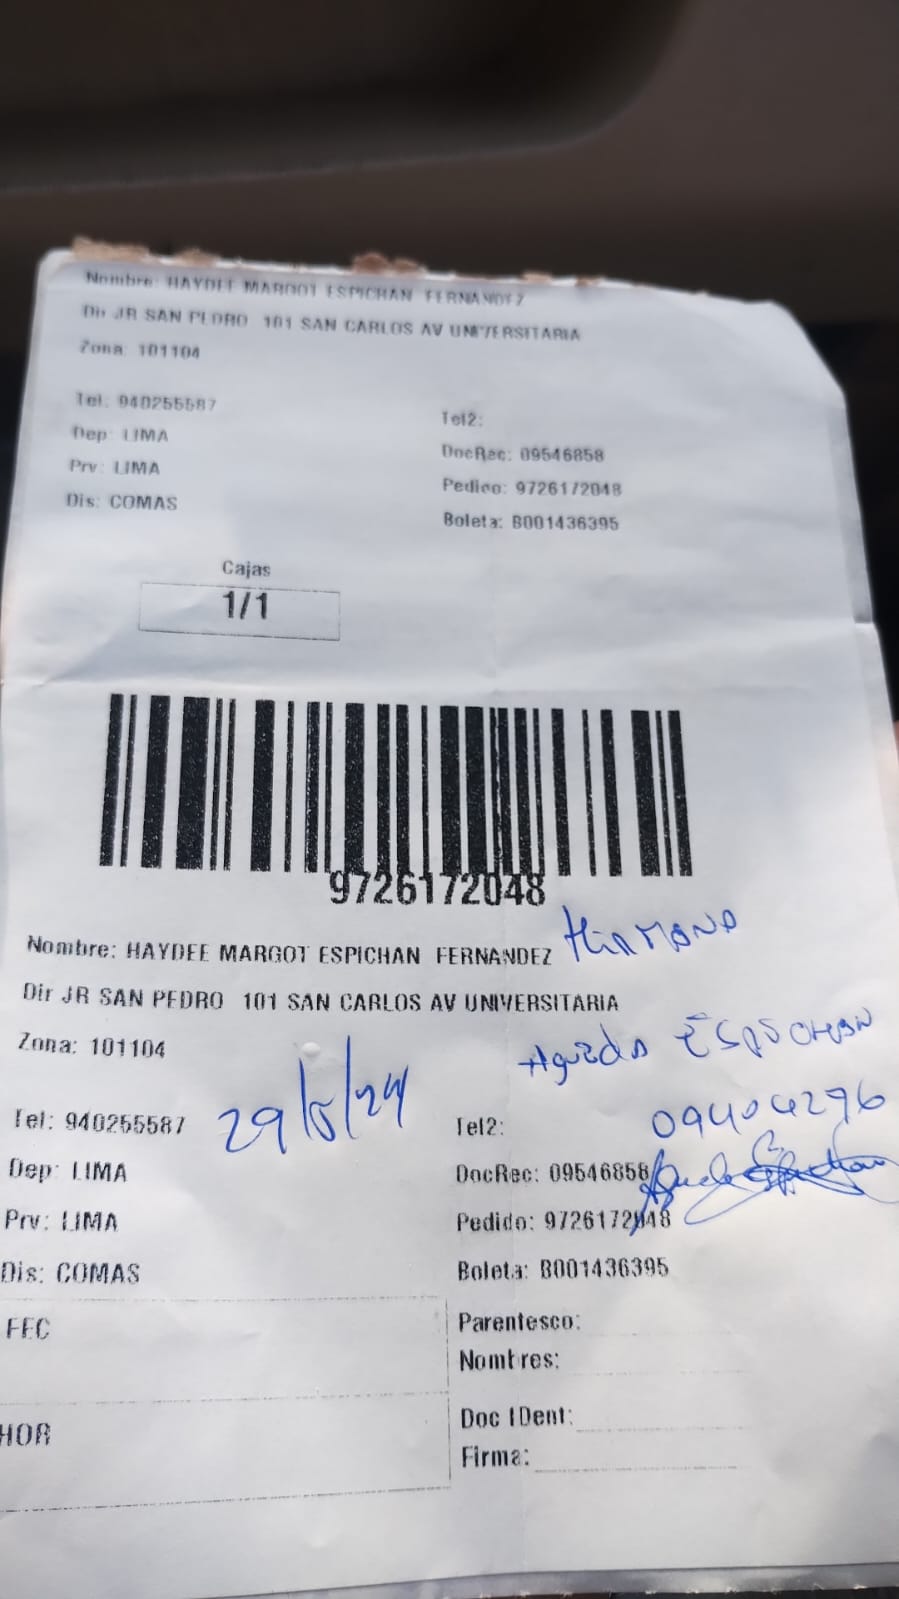 Nombre: HAYDEE MARGOT ESPICHAN FERNANDEZ
Dir JR SAN PEDRO 101 SAN CARLOS AV UNIVERSITARIA
Zona: 101104
Tel: 940255587
Tel2:
Dep: LIMA
DocRec: 09546858
Prv: LIMA
Pedido: 9726172048
Dis: COMAS
Boleta: B001436395
Cajas
1/1
9726172048
Nombre: HAYDEE MARGOT ESPICHAN FERNANDEZ
HERMANA
Dir JR SAN PEDRO 101 SAN CARLOS AV UNIVERSITARIA
Zona: 101104
Agueda ESPICHAN
Tel: 940255587
29/5/24
Tel2:
09404296
Dep: LIMA
DocRec: 09546858
Prv: LIMA
Pedido: 9726172048
Dis: COMAS
Boleta: B001436395
FEC
Parentesco:
Nombres:
HOR
Doc IDent:
Firma: